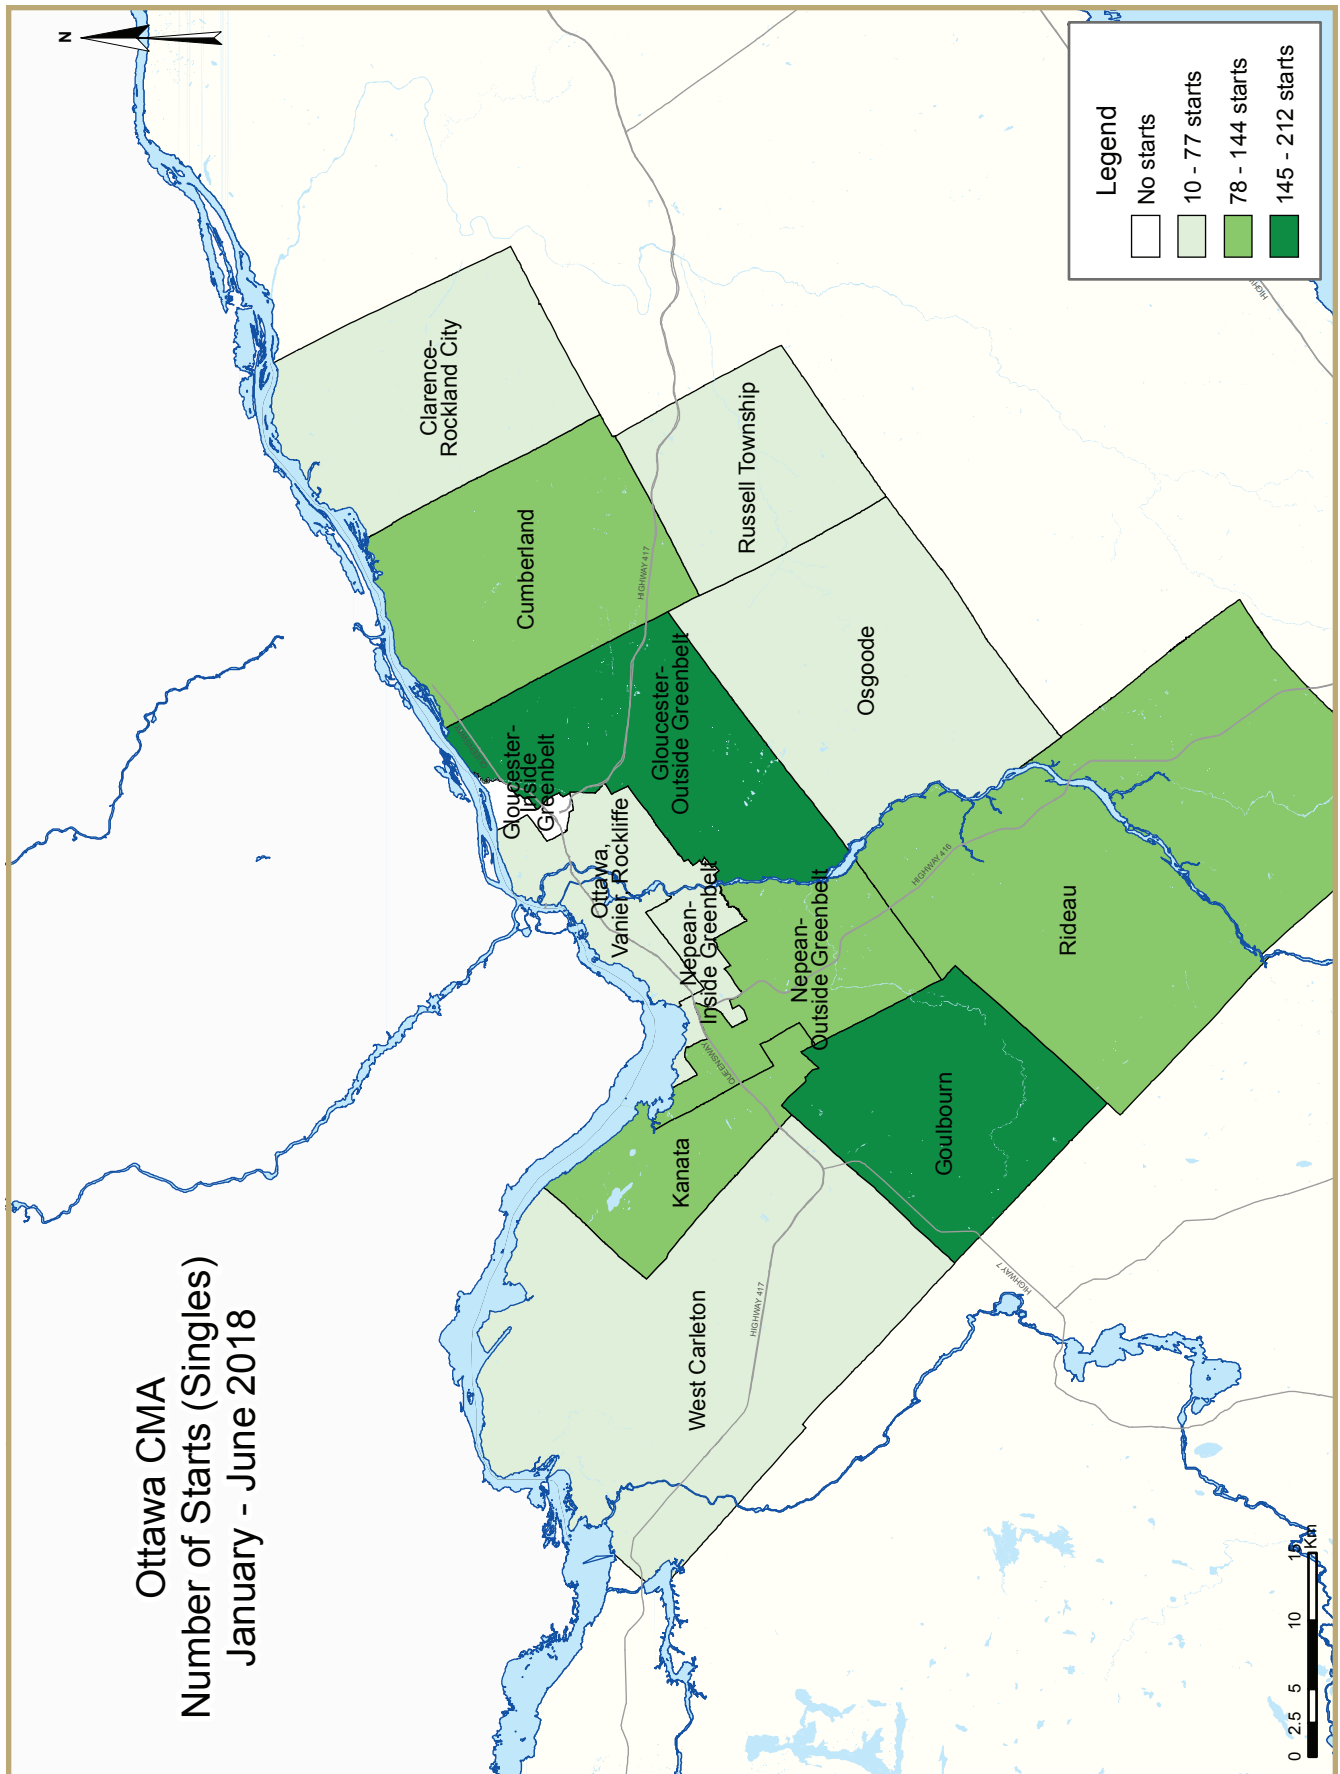 Ottawa CMA
Number of Starts (Singles)
January - June 2018
N
Legend
No starts
10 - 77 starts
78 - 144 starts
145 - 212 starts
Clarence-
Rockland City
Cumberland
Russell Township
HIGHWAY 417
Gloucester-
Inside
Greenbelt
Gloucester-
Outside Greenbelt
Osgoode
Ottawa,
Vanier, Rockliffe
Nepean-
Inside Greenbelt
Nepean-
Outside Greenbelt
HIGHWAY 416
Rideau
QUEENSWAY
Kanata
Goulbourn
West Carleton
HIGHWAY 417
HIGHWAY 7
0 2.5 5 10 15
Km